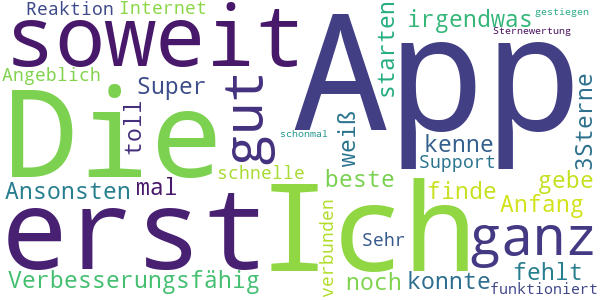 Reaktion Internet
gestiegen
soweit
App
starten
irgendwas
Sternewertung
Angeblich
Super
Die
toll
gut
schonmal
weiß
kenne
3Sterne
Support
schnelle
Ansonsten
mal
beste
finde
gebe
erst
Ich
verbunden
Anfang
Sehr
ganz
Verbesserungsfähig
noch
konnte
fehlt
funktioniert